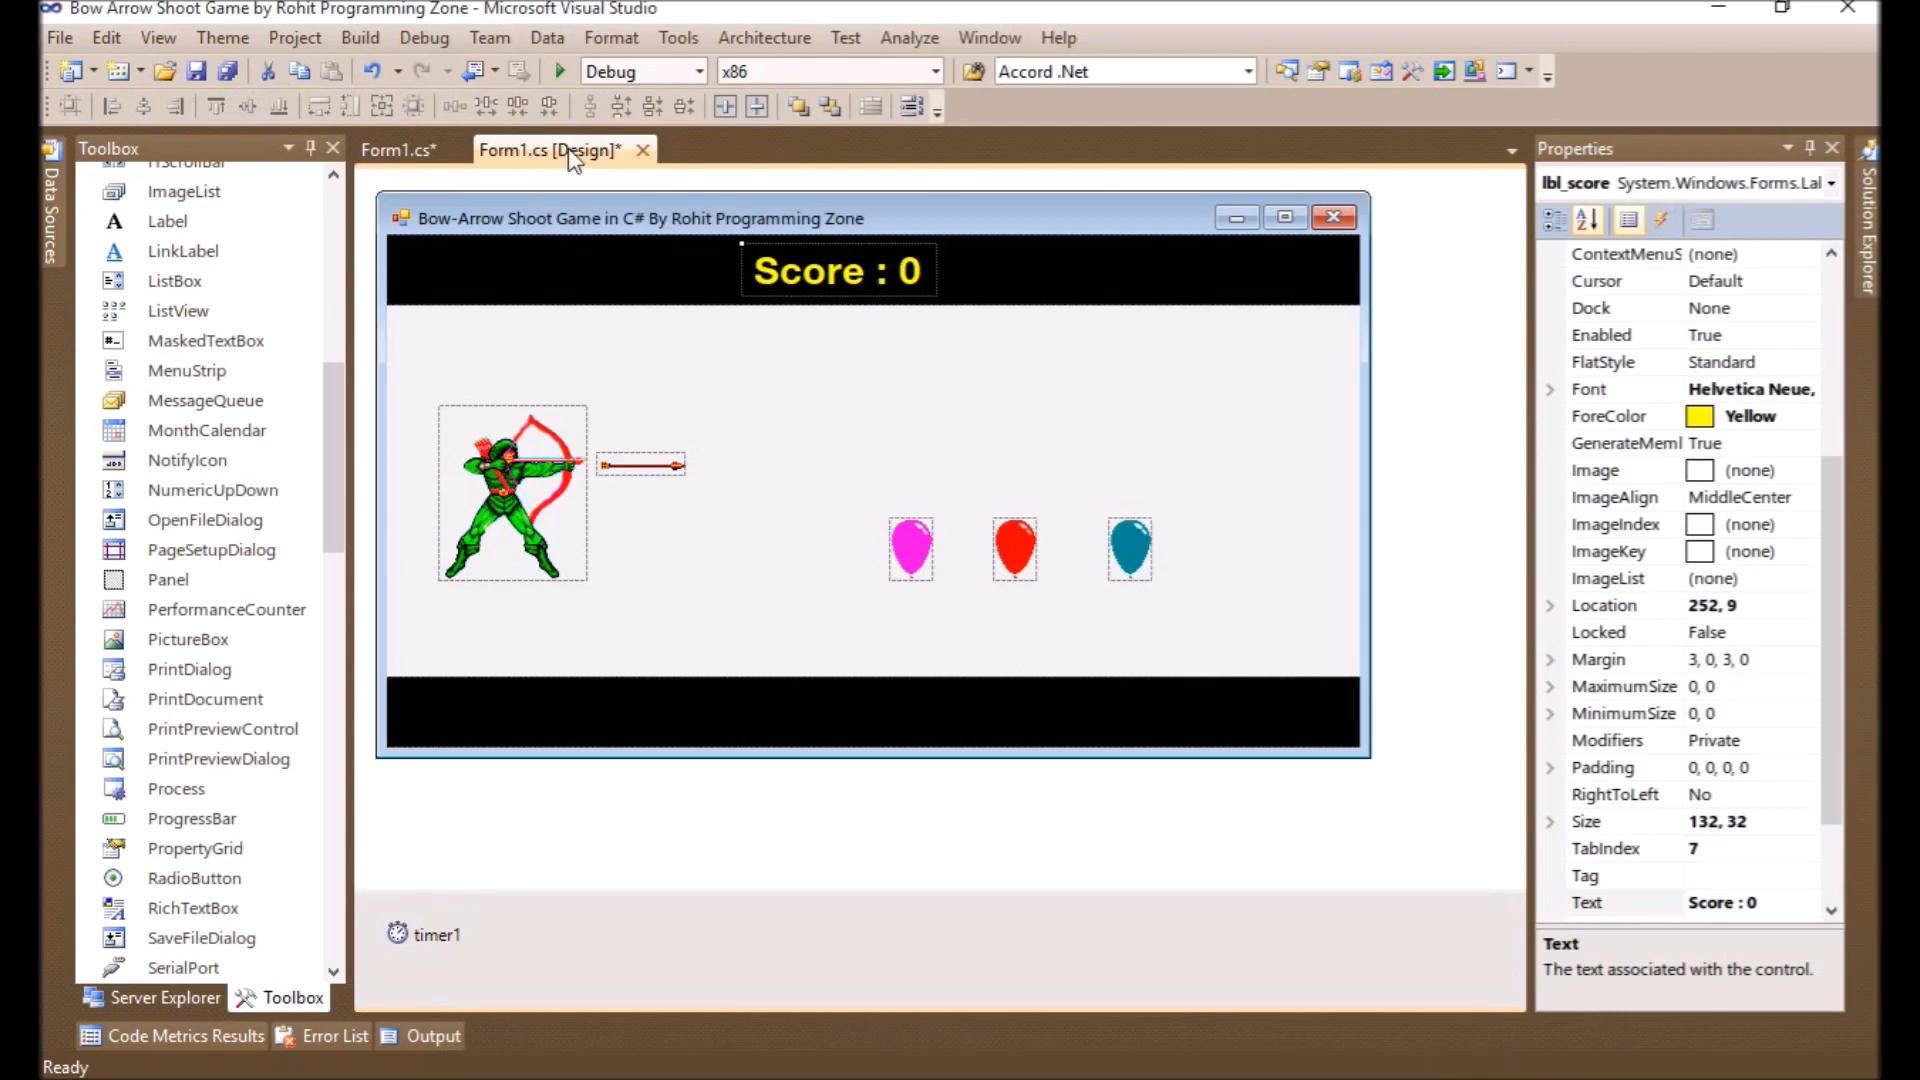 Bow Arrow Shoot Game by Rohit Programming Zone - Microsoft Visual Studio
File Edit View Theme Project Build Debug Team Data Format Tools Architecture Test Analyze Window Help
Debug x86 Accord .Net
Data Sources
Toolbox
ImageList
Label
LinkLabel
ListBox
ListView
MaskedTextBox
MenuStrip
MessageQueue
MonthCalendar
NotifyIcon
NumericUpDown
OpenFileDialog
PageSetupDialog
Panel
PerformanceCounter
PictureBox
PrintDialog
PrintDocument
PrintPreviewControl
PrintPreviewDialog
Process
ProgressBar
PropertyGrid
RadioButton
RichTextBox
SaveFileDialog
SerialPort
Server Explorer Toolbox
Form1.cs* Form1.cs [Design]*
Bow-Arrow Shoot Game in C# By Rohit Programming Zone
Score : 0
timer1
Properties
lbl_score System.Windows.Forms.Lal
ContextMenuS (none)
Cursor Default
Dock None
Enabled True
FlatStyle Standard
Font Helvetica Neue,
ForeColor Yellow
GenerateMeml True
Image (none)
ImageAlign MiddleCenter
ImageIndex (none)
ImageKey (none)
ImageList (none)
Location 252, 9
Locked False
Margin 3, 0, 3, 0
MaximumSize 0, 0
MinimumSize 0, 0
Modifiers Private
Padding 0, 0, 0, 0
RightToLeft No
Size 132, 32
TabIndex 7
Tag
Text Score : 0
Text
The text associated with the control.
Solution Explorer
Code Metrics Results Error List Output
Ready